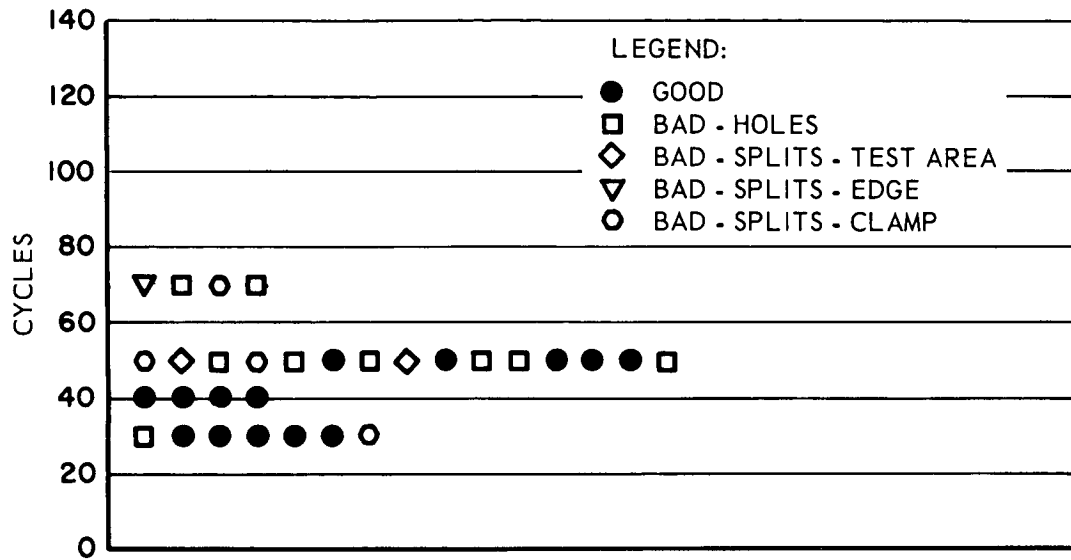 140
120
100
80
60
40
20
0
CYCLES
LEGEND:
GOOD
BAD - HOLES
BAD - SPLITS - TEST AREA
BAD - SPLITS - EDGE
BAD - SPLITS - CLAMP